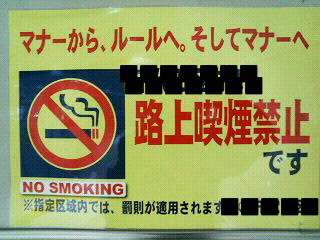 マナーから、ルールへ。そしてマナーへ
路上喫煙禁止
です
NO SMOKING
※指定区域内では、罰則が適用されます